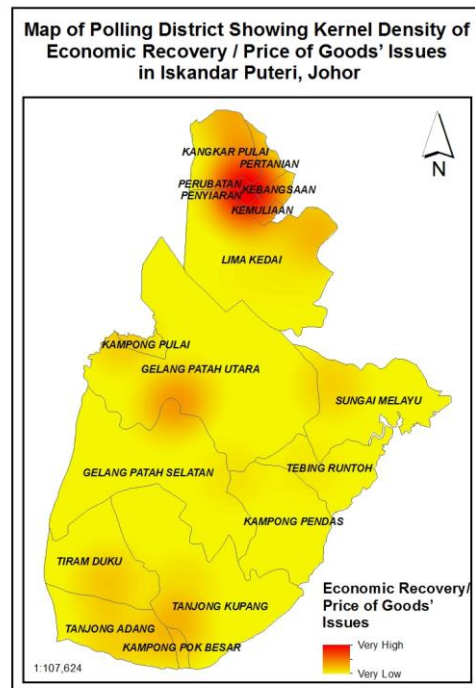 Map of Polling District Showing Kernel Density of
Economic Recovery / Price of Goods' Issues
in Iskandar Puteri, Johor
N
KANGKAR PULAI
PERTANIAN
PERUBATAN
KEBANGSAAN
PENYIARAN
KEMULIAAN
LIMA KEDAI
KAMPONG PULAI
GELANG PATAH UTARA
SUNGAI MELAYU
GELANG PATAH SELATAN
TEBING RUNTOH
KAMPONG PENDAS
TIRAM DUKU
TANJONG KUPANG
TANJONG ADANG
KAMPONG POK BESAR
Economic Recovery/
Price of Goods'
Issues
Very High
Very Low
1:107,624